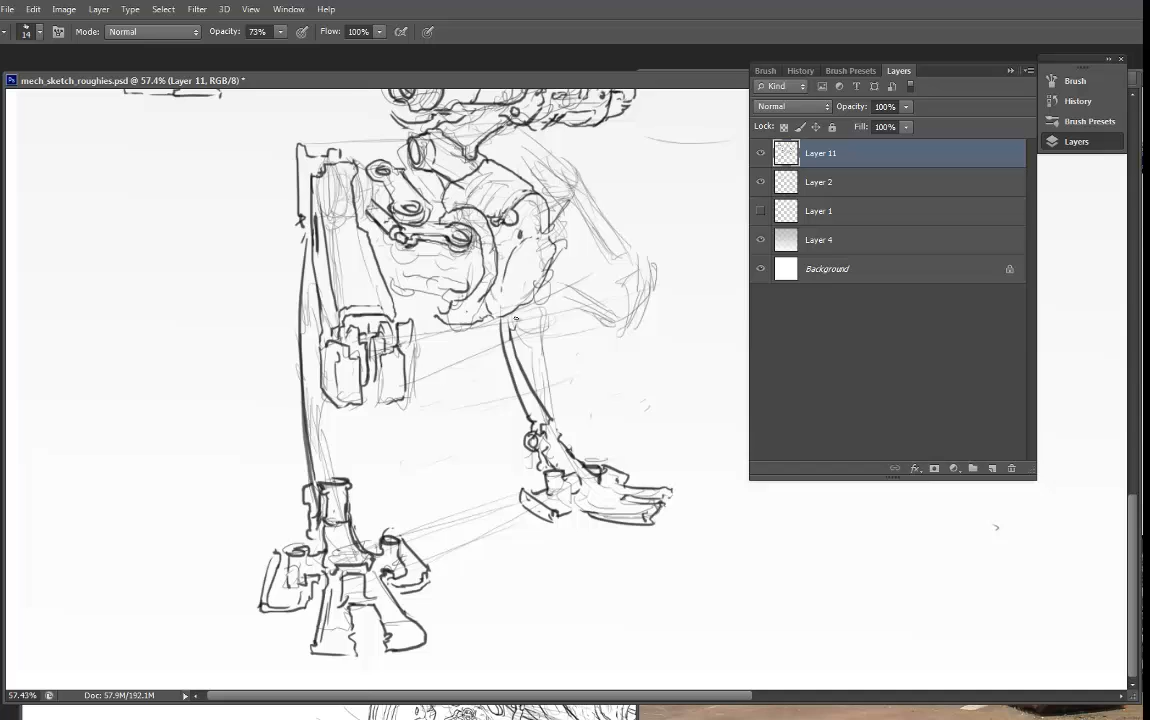 File Edit Image Layer Type Select Filter 3D View Window Help
14 Mode: Normal Opacity: 73% Flow: 100%
mech_sketch_roughies.psd @ 57.4% (Layer 11, RGB/8) *
Brush History Brush Presets Layers
Kind
Normal Opacity: 100%
Lock: Fill: 100%
Layer 11
Layer 2
Layer 1
Layer 4
Background
Brush
History
Brush Presets
Layers
57.43% Doc: 57.9M/192.1M